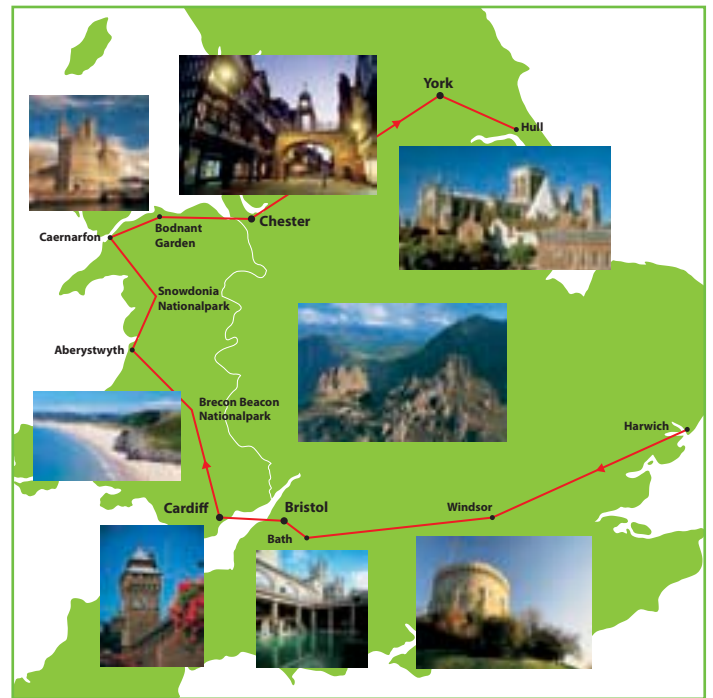 York
Hull
Chester
Bodnant
Garden
Caernarfon
Snowdonia
Nationalpark
Aberystwyth
Brecon Beacon
Nationalpark
Harwich
Cardiff
Bristol
Windsor
Bath